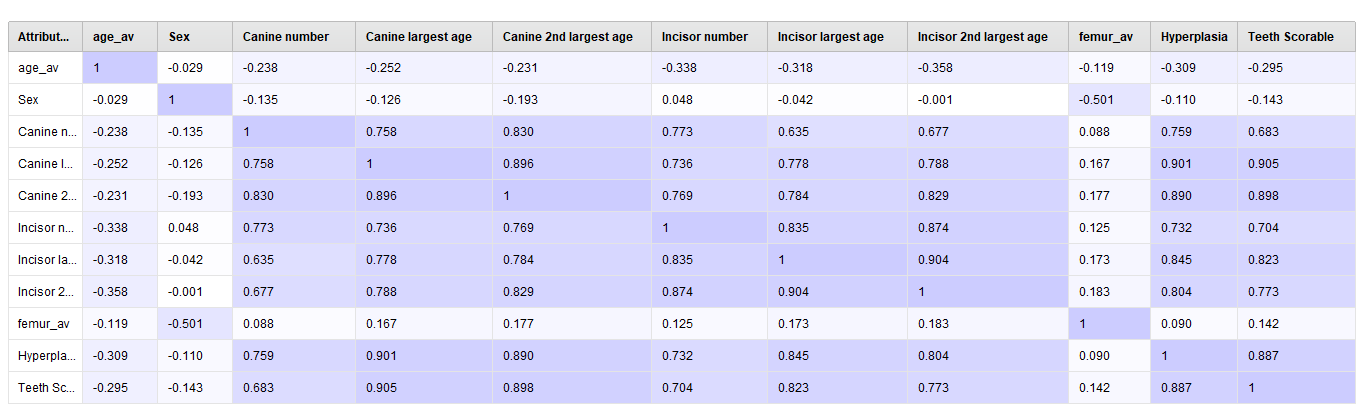 Attribut... age_av Sex Canine number Canine largest age Canine 2nd largest age Incisor number Incisor largest age Incisor 2nd largest age femur_av Hyperplasia Teeth Scorable
age_av 1 -0.029 -0.238 -0.252 -0.231 -0.338 -0.318 -0.358 -0.119 -0.309 -0.295
Sex -0.029 1 -0.135 -0.126 -0.193 0.048 -0.042 -0.001 -0.501 -0.110 -0.143
Canine n... -0.238 -0.135 1 0.758 0.830 0.773 0.635 0.677 0.088 0.759 0.683
Canine l... -0.252 -0.126 0.758 1 0.896 0.736 0.778 0.788 0.167 0.901 0.905
Canine 2... -0.231 -0.193 0.830 0.896 1 0.769 0.784 0.829 0.177 0.890 0.898
Incisor n... -0.338 0.048 0.773 0.736 0.769 1 0.835 0.874 0.125 0.732 0.704
Incisor la... -0.318 -0.042 0.635 0.778 0.784 0.835 1 0.904 0.173 0.845 0.823
Incisor 2... -0.358 -0.001 0.677 0.788 0.829 0.874 0.904 1 0.183 0.804 0.773
femur_av -0.119 -0.501 0.088 0.167 0.177 0.125 0.173 0.183 1 0.090 0.142
Hyperpla... -0.309 -0.110 0.759 0.901 0.890 0.732 0.845 0.804 0.090 1 0.887
Teeth Sc... -0.295 -0.143 0.683 0.905 0.898 0.704 0.823 0.773 0.142 0.887 1